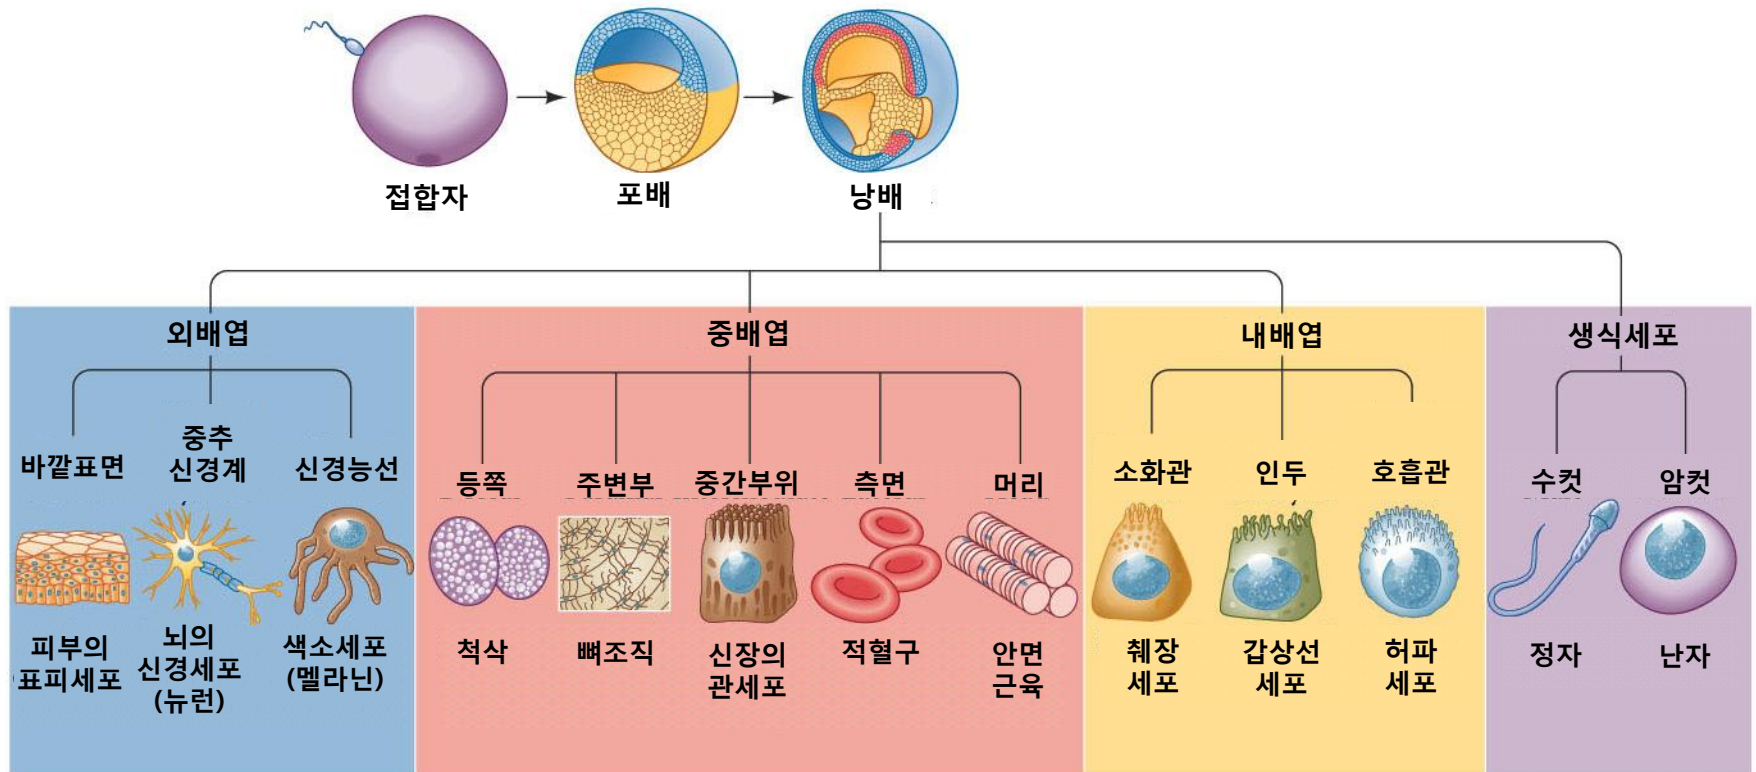 접합자
포배
낭배
외배엽
중배엽
내배엽
생식세포
바깥표면
중추
신경계
신경능선
등쪽
주변부
중간부위
측면
머리
소화관
인두
호흡관
수컷
암컷
피부의
표피세포
뇌의
신경세포
(뉴런)
색소세포
(멜라닌)
척삭
뼈조직
신장의
관세포
적혈구
안면
근육
췌장
세포
갑상선
세포
허파
세포
정자
난자